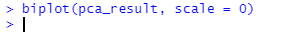 > biplot(pca_result, scale = 0)
>